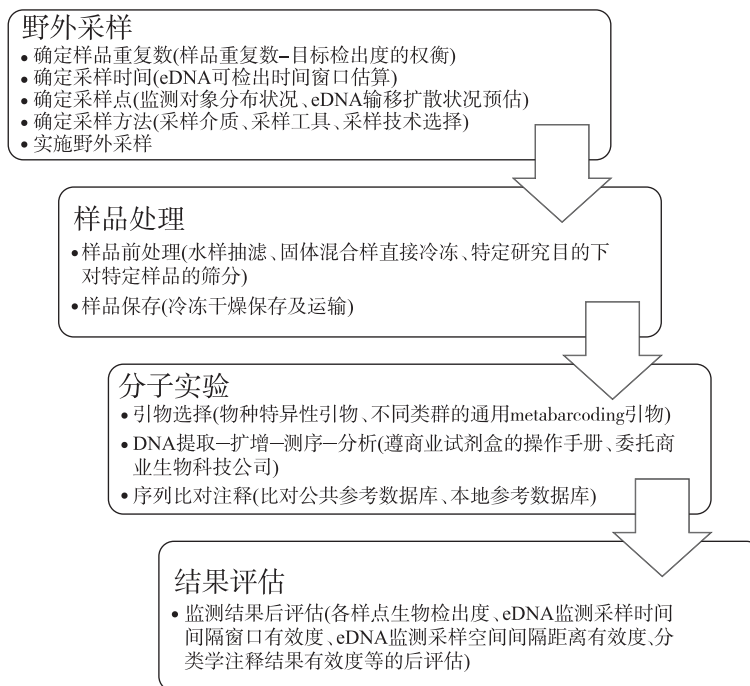 野外采样
• 确定样品重复数(样品重复数–目标检出度的权衡)
• 确定采样时间(eDNA可检出时间窗口估算)
• 确定采样点(监测对象分布状况、eDNA输移扩散状况预估)
• 确定采样方法(采样介质、采样工具、采样技术选择)
• 实施野外采样
样品处理
• 样品前处理(水样抽滤、固体混合样直接冷冻、特定研究目的下
对特定样品的筛分)
• 样品保存(冷冻干燥保存及运输)
分子实验
• 引物选择(物种特异性引物、不同类群的通用metabarcoding引物)
• DNA提取—扩增—测序—分析(遵商业试剂盒的操作手册、委托商
业生物科技公司)
• 序列比对注释(比对公共参考数据库、本地参考数据库)
结果评估
• 监测结果后评估(各样点生物检出度、eDNA监测采样时间
间隔窗口有效度、eDNA监测采样空间间隔距离有效度、分
类学注释结果有效度等的后评估)